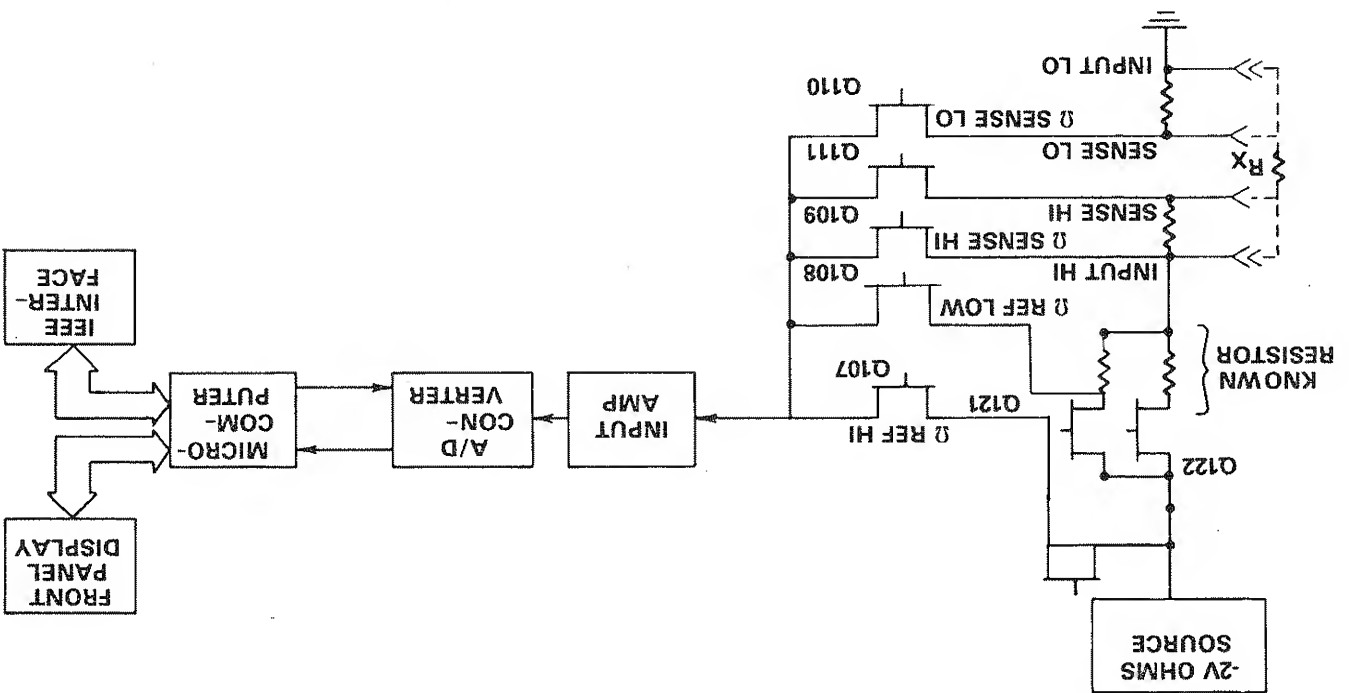 -2V OHMS
SOURCE
FRONT
PANEL
DISPLAY
Q122
Q121
Ω REF HI
Q107
KNOWN
RESISTOR
INPUT
AMP
A/D
CON-
VERTER
MICRO-
COM-
PUTER
Ω REF LOW
Q108
IEEE
INTER-
FACE
INPUT HI
Ω SENSE HI
Q109
SENSE HI
Q111
RX
SENSE LO
Ω SENSE LO
Q110
INPUT LO